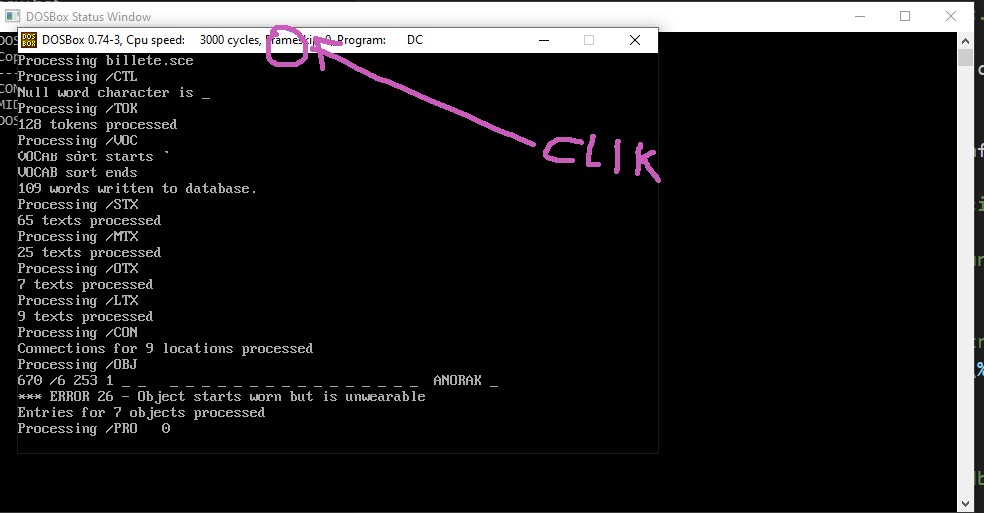 DOSBox Status Window
DOSBox 0.74-3, Cpu speed: 3000 cycles, Frameskip 0, Program: DC
Processing billete.sce
Processing /CTL
Null word character is _
Processing /TOK
128 tokens processed
Processing /VOC
VOCAB sort starts `
VOCAB sort ends
109 words written to database.
Processing /STX
65 texts processed
Processing /MTX
25 texts processed
Processing /OTX
7 texts processed
Processing /LTX
9 texts processed
Processing /CON
Connections for 9 locations processed
Processing /OBJ
670 /6 253 1 _ _ _ _ _ _ _ _ _ _ _ _ _ _ _ _ _ _ ANORAK _
*** ERROR 26 - Object starts worn but is unwearable
Entries for 7 objects processed
Processing /PRO 0
CLIK